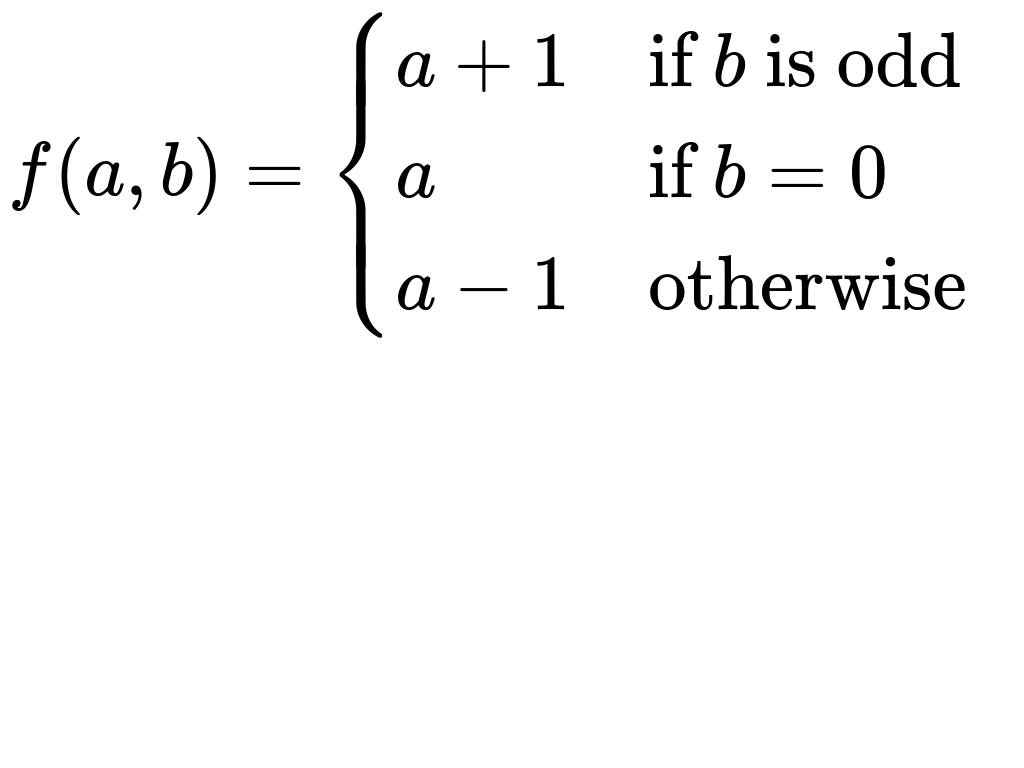 f(a, b) = { a + 1 if b is odd
a if b = 0
a − 1 otherwise